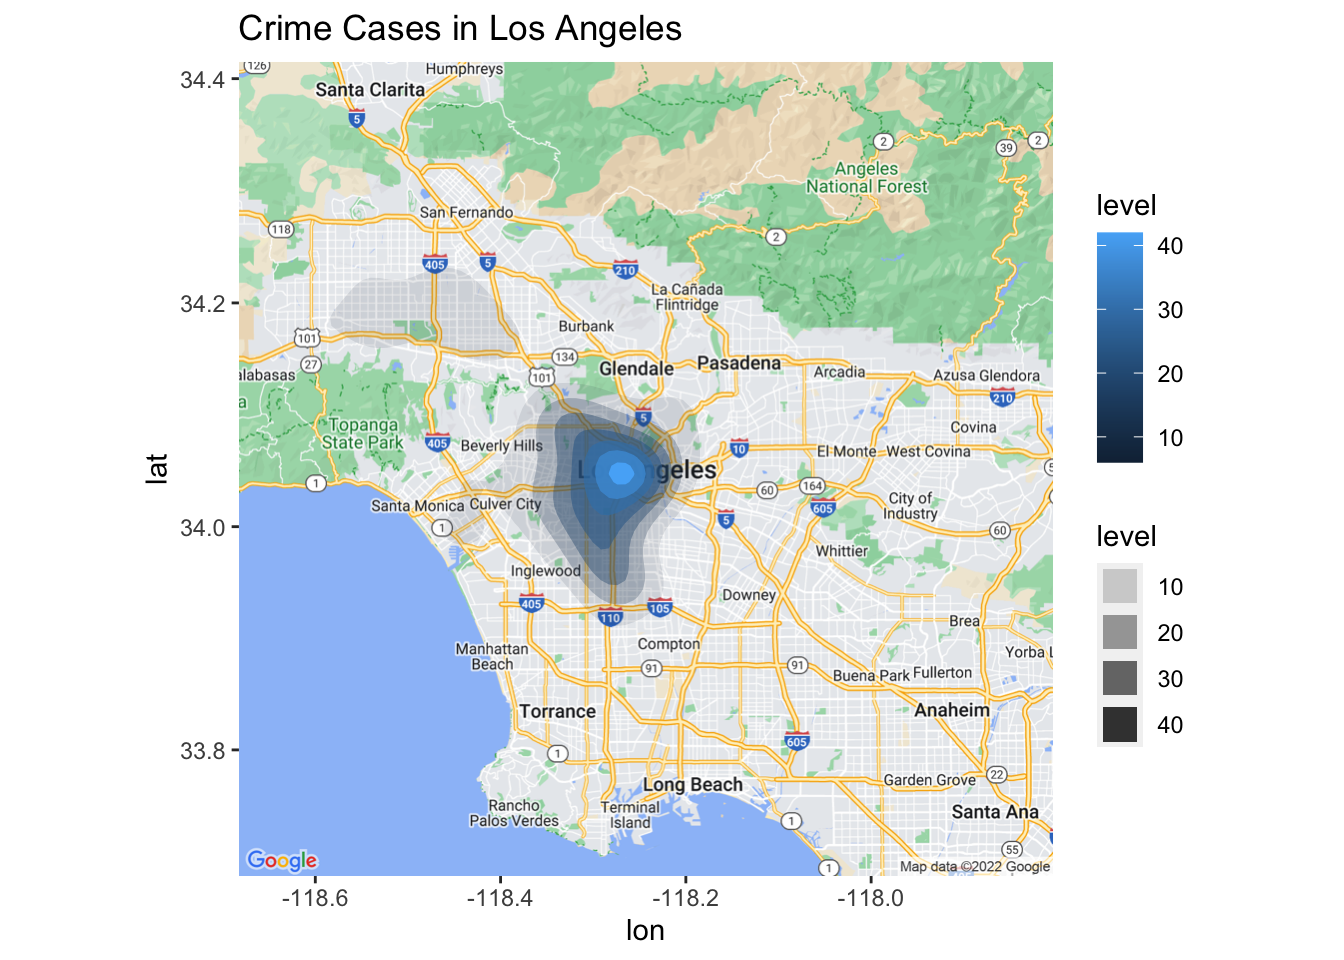 Crime Cases in Los Angeles
126
Humphreys
34.4
Santa Clarita
5
2
39
2
Angeles
National Forest
San Fernando
118
2
405
5
210
34.2
La Cañada
Flintridge
Burbank
101
134
27
101
Glendale
Pasadena
Arcadia
Azusa
Glendora
210
alabasas
a
5
Topanga
State Park
Covina
405
Beverly Hills
10
El Monte
West Covina
Los Angeles
1
60
164
City of
Industry
Santa Monica
Culver City
605
5
34.0
1
60
Whittier
Inglewood
405
110
105
Downey
Brea
Compton
Manhattan
Beach
91
91
Yorba L
Buena Park
Fullerton
Torrance
Anaheim
605
33.8
1
22
Long Beach
Garden Grove
Rancho
Palos Verdes
Terminal
Island
1
Santa Ana
55
Google
1
Map data ©2022 Google
-118.6
-118.4
-118.2
-118.0
lon
lat
level
40
30
20
10
level
10
20
30
40